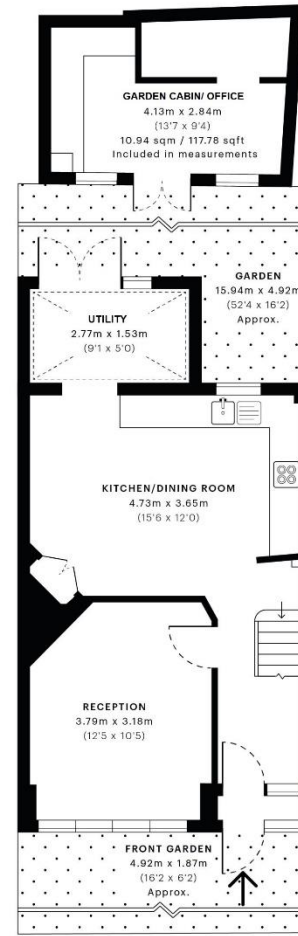 GARDEN CABIN/ OFFICE
4.13m x 2.84m
(13'7 x 9'4)
10.94 sqm / 117.78 sqft
Included in measurements
GARDEN
15.94m x 4.92m
(52'4 x 16'2)
Approx.
UTILITY
2.77m x 1.53m
(9'1 x 5'0)
KITCHEN/DINING ROOM
4.73m x 3.65m
(15'6 x 12'0)
RECEPTION
3.79m x 3.18m
(12'5 x 10'5)
FRONT GARDEN
4.92m x 1.87m
(16'2 x 6'2)
Approx.